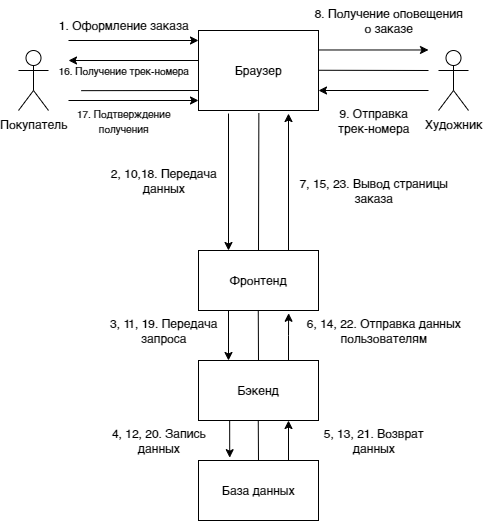 1. Оформление заказа
8. Получение оповещения
о заказе
Браузер
16. Получение трек-номера
17. Подтверждение
получения
9. Отправка
трек-номера
Покупатель
Художник
2, 10,18. Передача
данных
7, 15, 23. Вывод страницы
заказа
Фронтенд
3, 11, 19. Передача
запроса
6, 14, 22. Отправка данных
пользователям
Бэкенд
4, 12, 20. Запись
данных
5, 13, 21. Возврат
данных
База данных